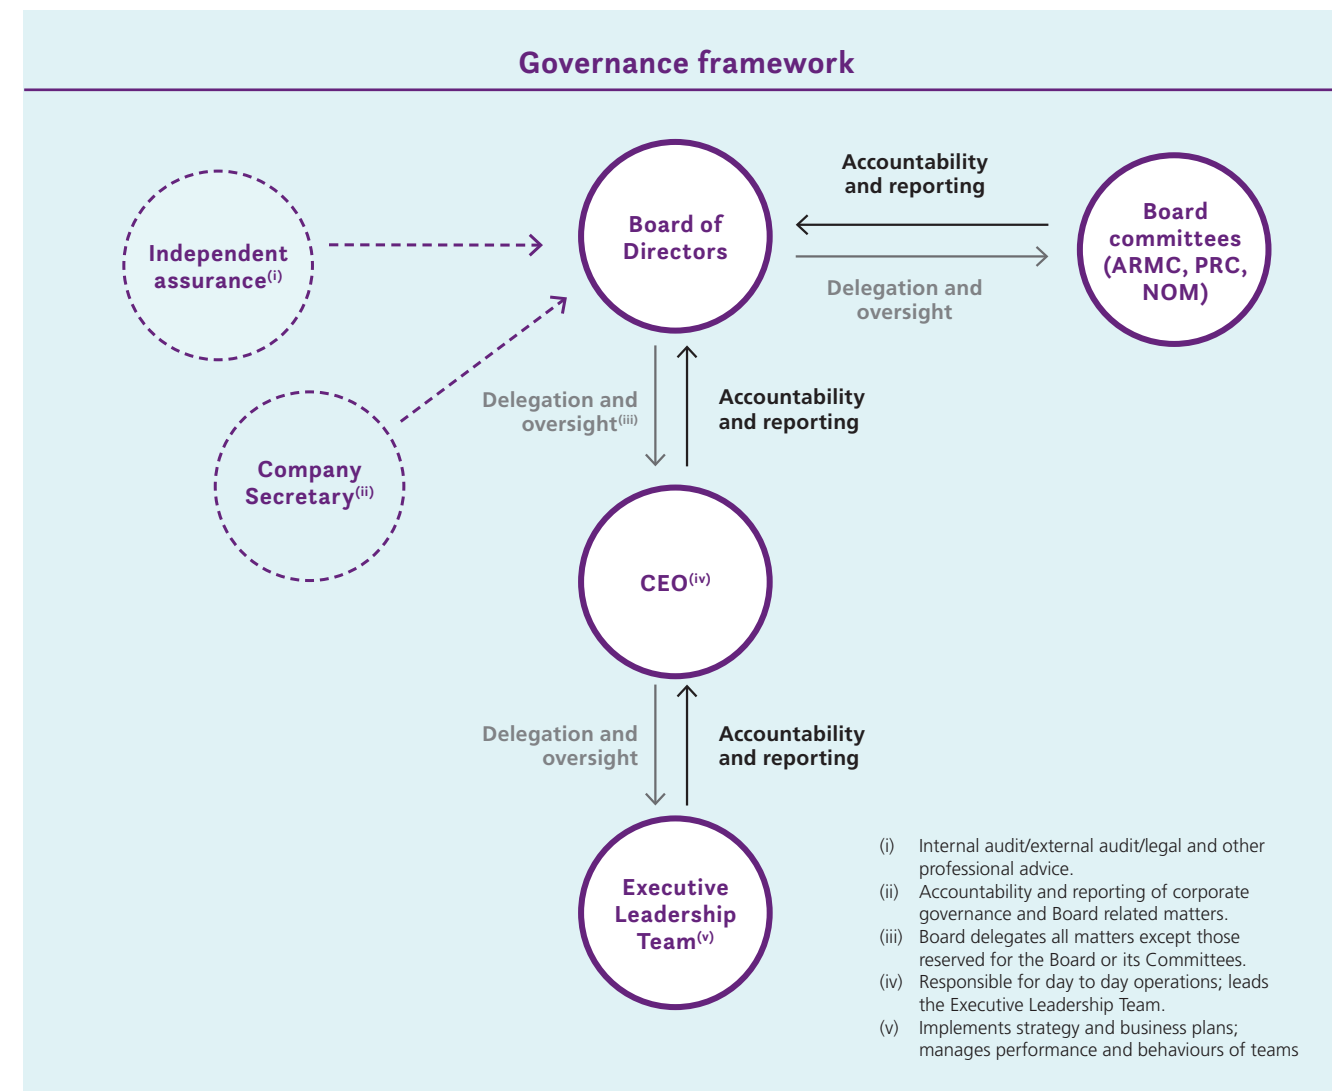 Governance framework
Independent
assurance(i)
Board of
Directors
Accountability
and reporting
Delegation and
oversight
Board
committees
(ARMC, PRC,
NOM)
Company
Secretary(ii)
Delegation and
oversight(iii)
Accountability
and reporting
CEO(iv)
Delegation and
oversight
Accountability
and reporting
Executive
Leadership
Team(v)
(i) Internal audit/external audit/legal and other
professional advice.
(ii) Accountability and reporting of corporate
governance and Board related matters.
(iii) Board delegates all matters except those
reserved for the Board or its Committees.
(iv) Responsible for day to day operations; leads
the Executive Leadership Team.
(v) Implements strategy and business plans;
manages performance and behaviours of teams